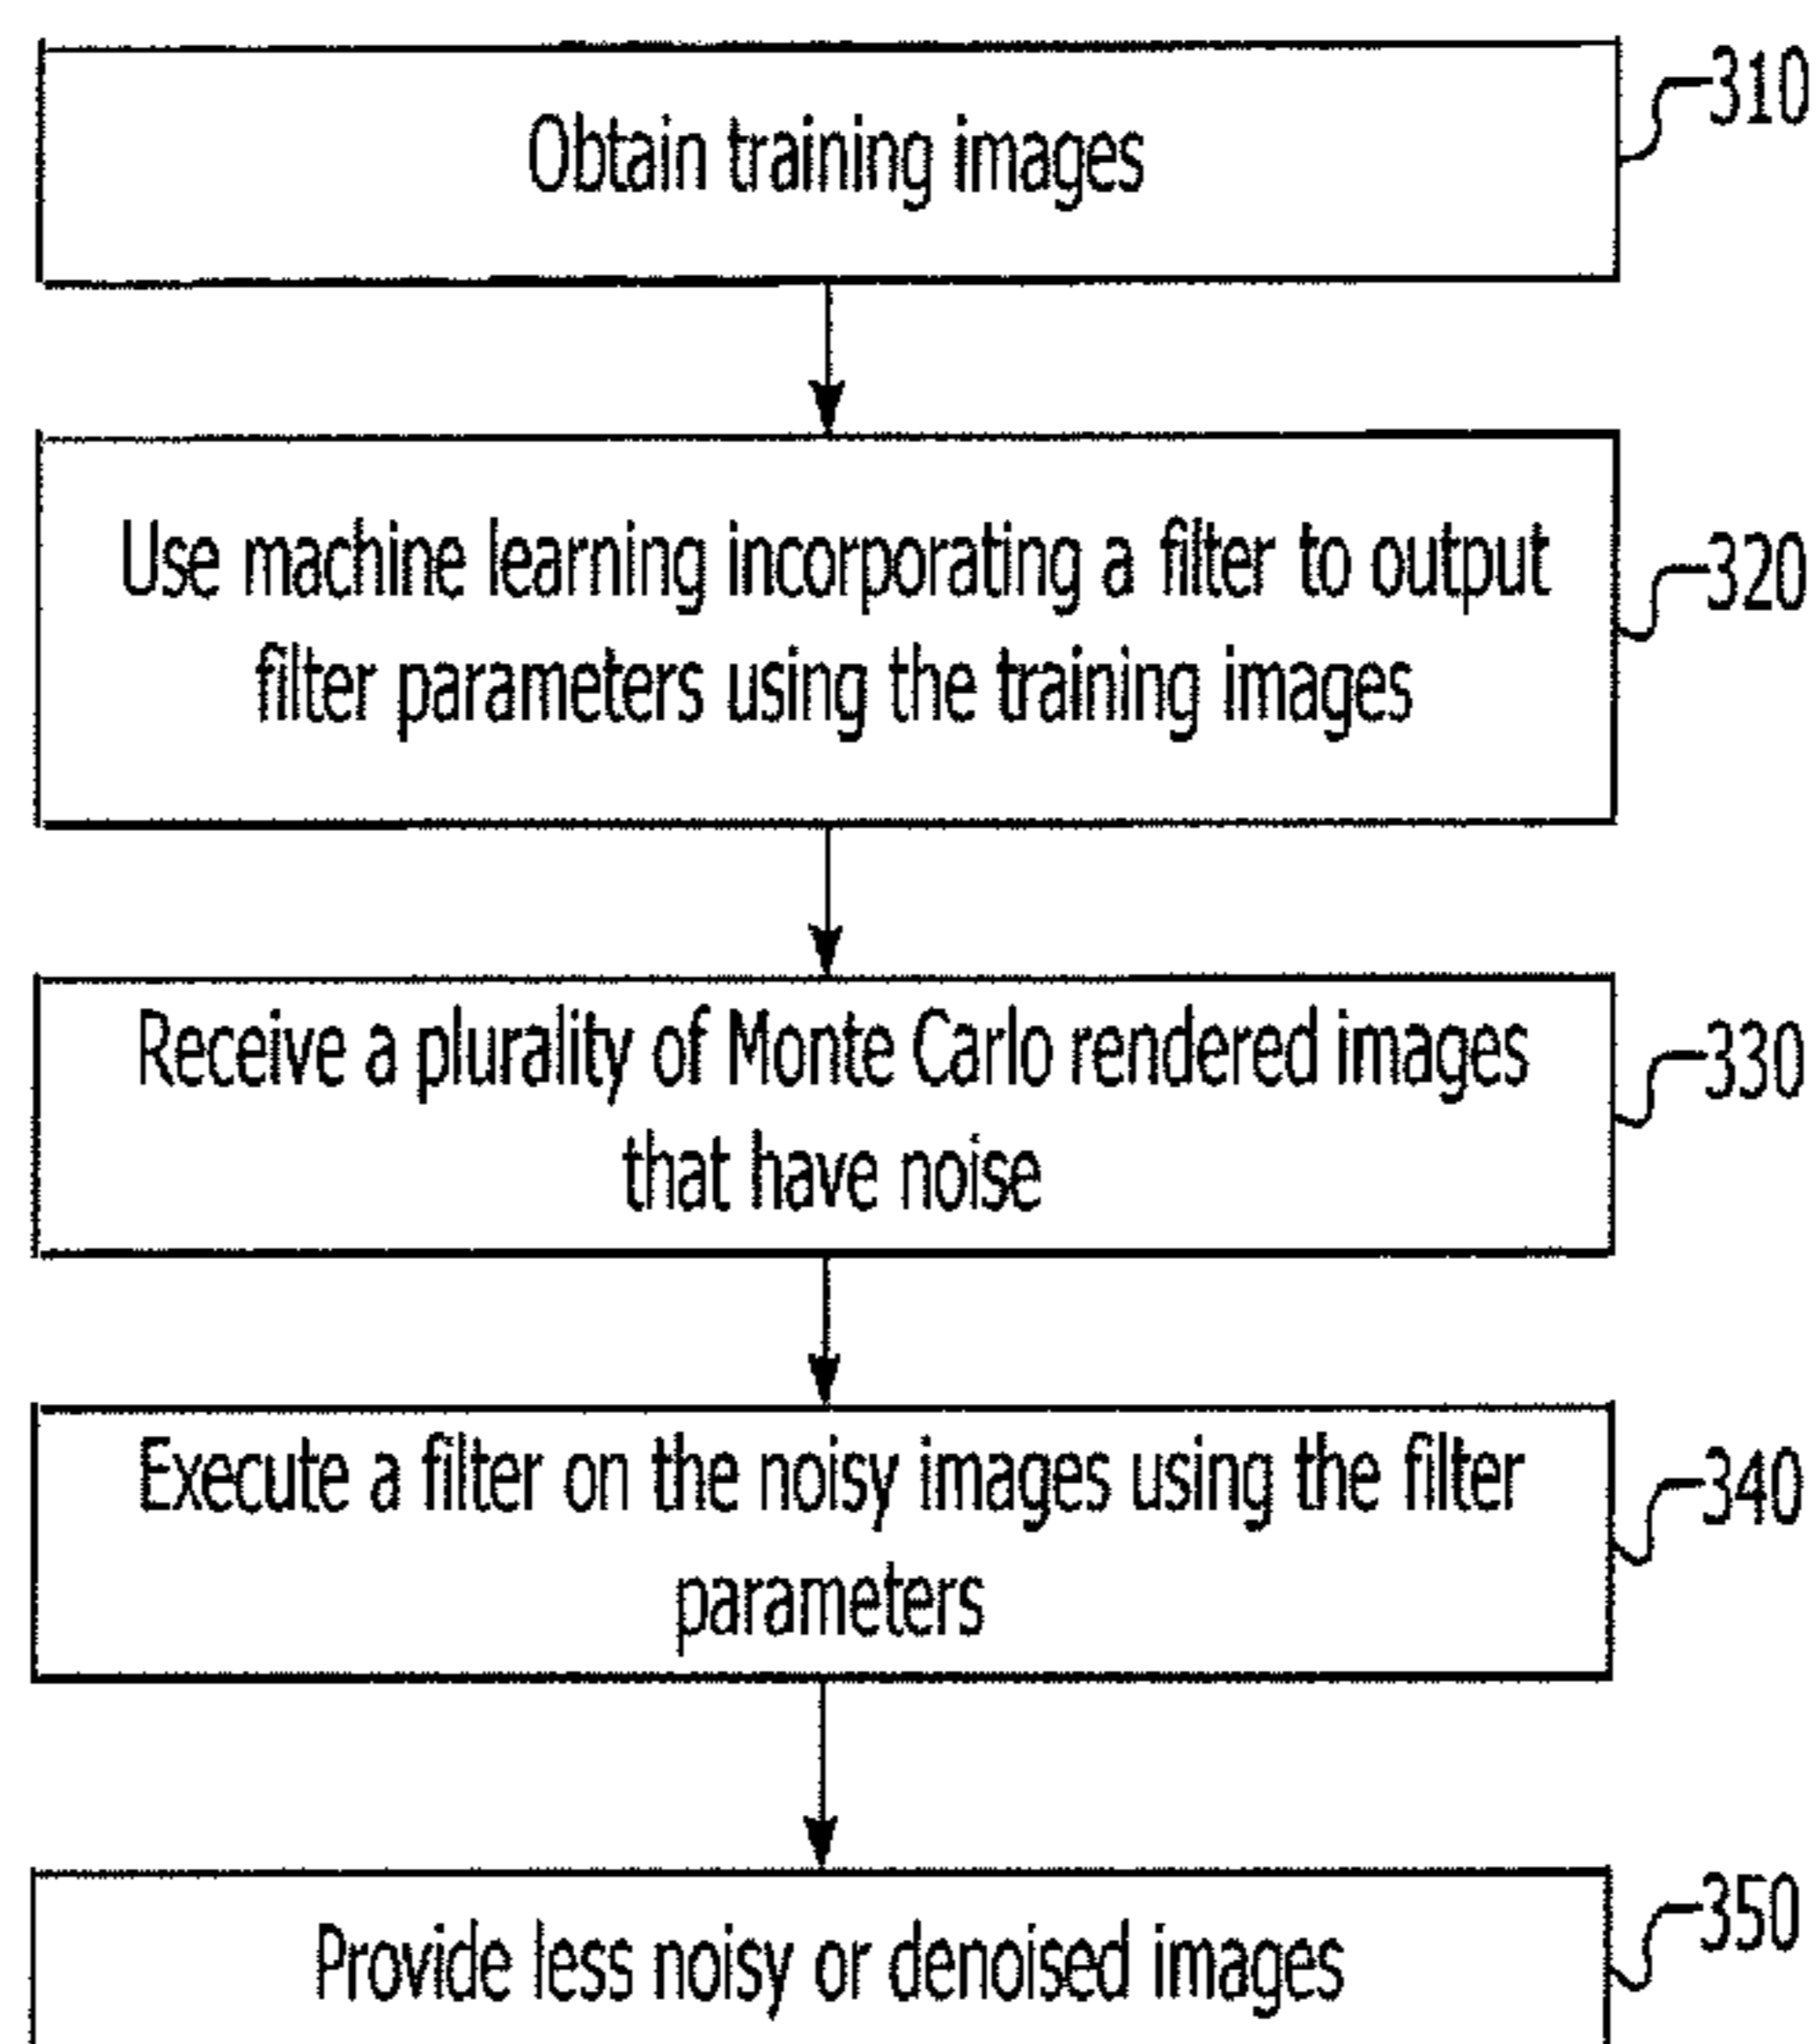 Obtain training images
310
Use machine learning incorporating a filter to output
filter parameters using the training images
320
Receive a plurality of Monte Carlo rendered images
that have noise
330
Execute a filter on the noisy images using the filter
parameters
340
Provide less noisy or denoised images
350